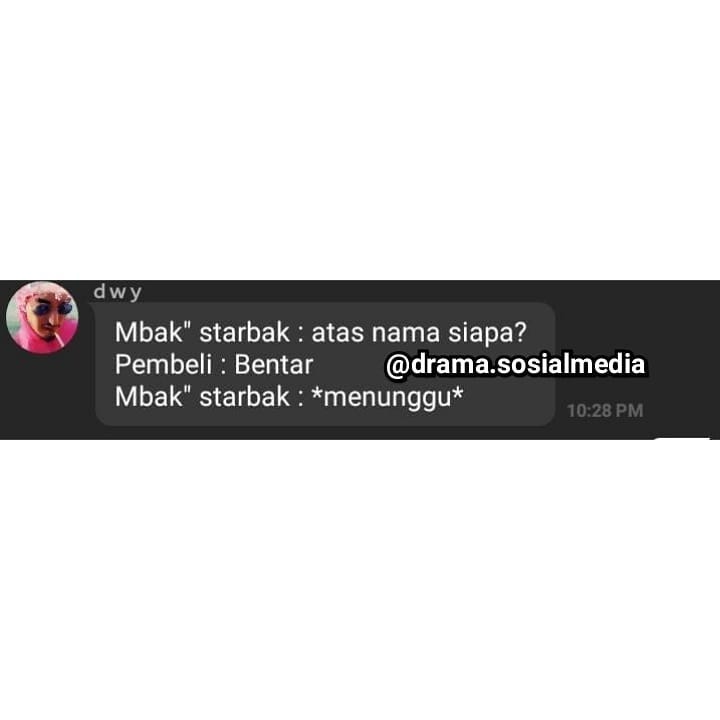 dwy
Mbak" starbak : atas nama siapa?
Pembeli : Bentar
@drama.sosialmedia
Mbak" starbak : *menunggu*
10:28 PM